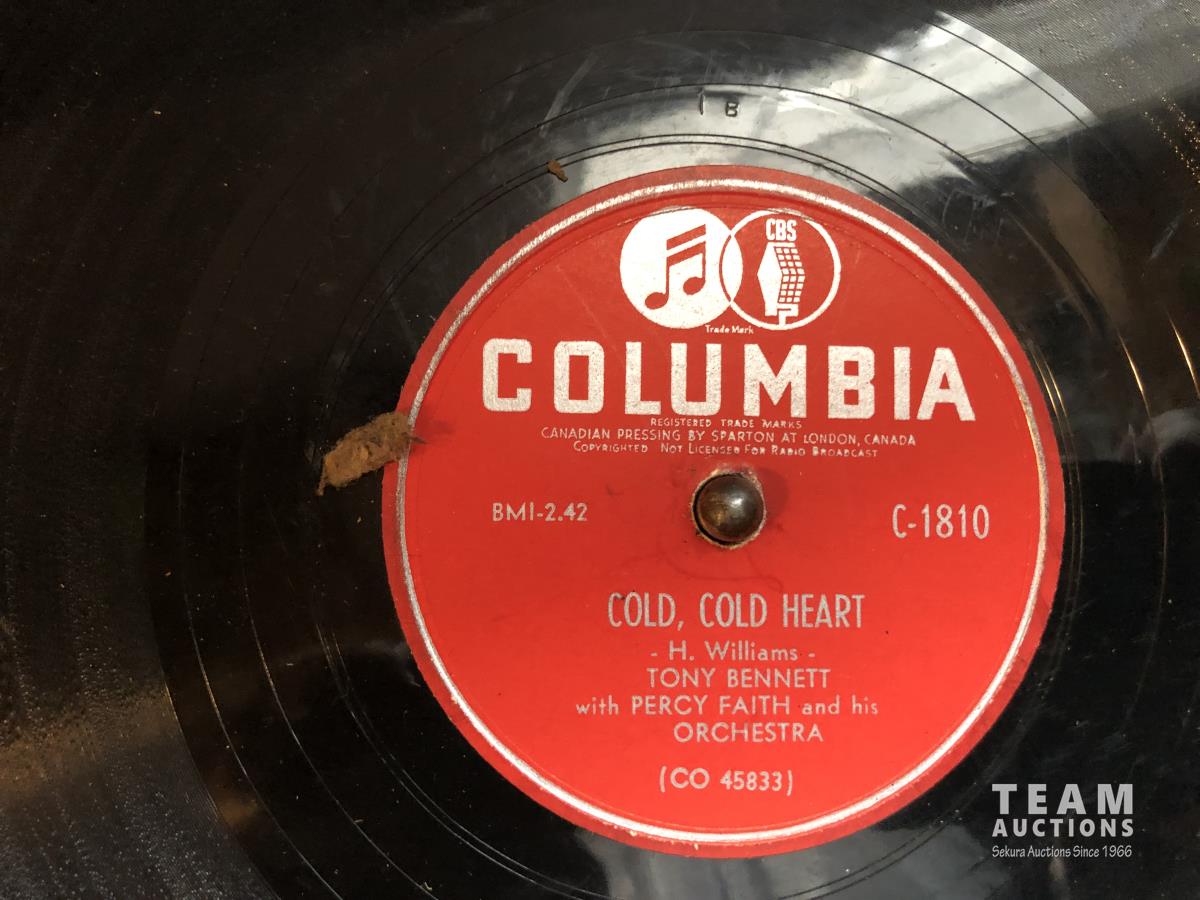 1 B
CBS
Trade Mark
COLUMBIA
REGISTERED TRADE MARKS
CANADIAN PRESSING BY SPARTON AT LONDON, CANADA
COPYRIGHTED NOT LICENSED FOR RADIO BROADCAST
BMI-2.42
C-1810
COLD, COLD HEART
- H. Williams -
TONY BENNETT
with PERCY FAITH and his
ORCHESTRA
(CO 45833)
TEAM
AUCTIONS
Sekura Auctions Since 1966